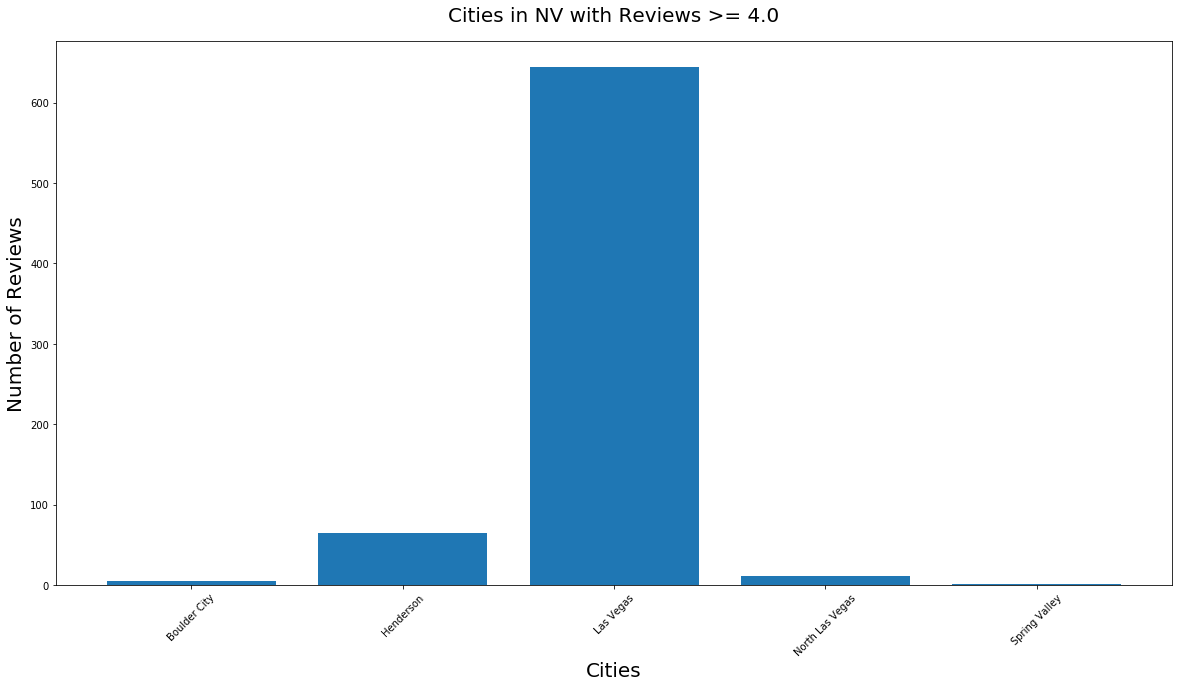 Cities in NV with Reviews >= 4.0
Number of Reviews
600
500
400
300
200
100
0
Boulder City
Henderson
Las Vegas
North Las Vegas
Spring Valley
Cities